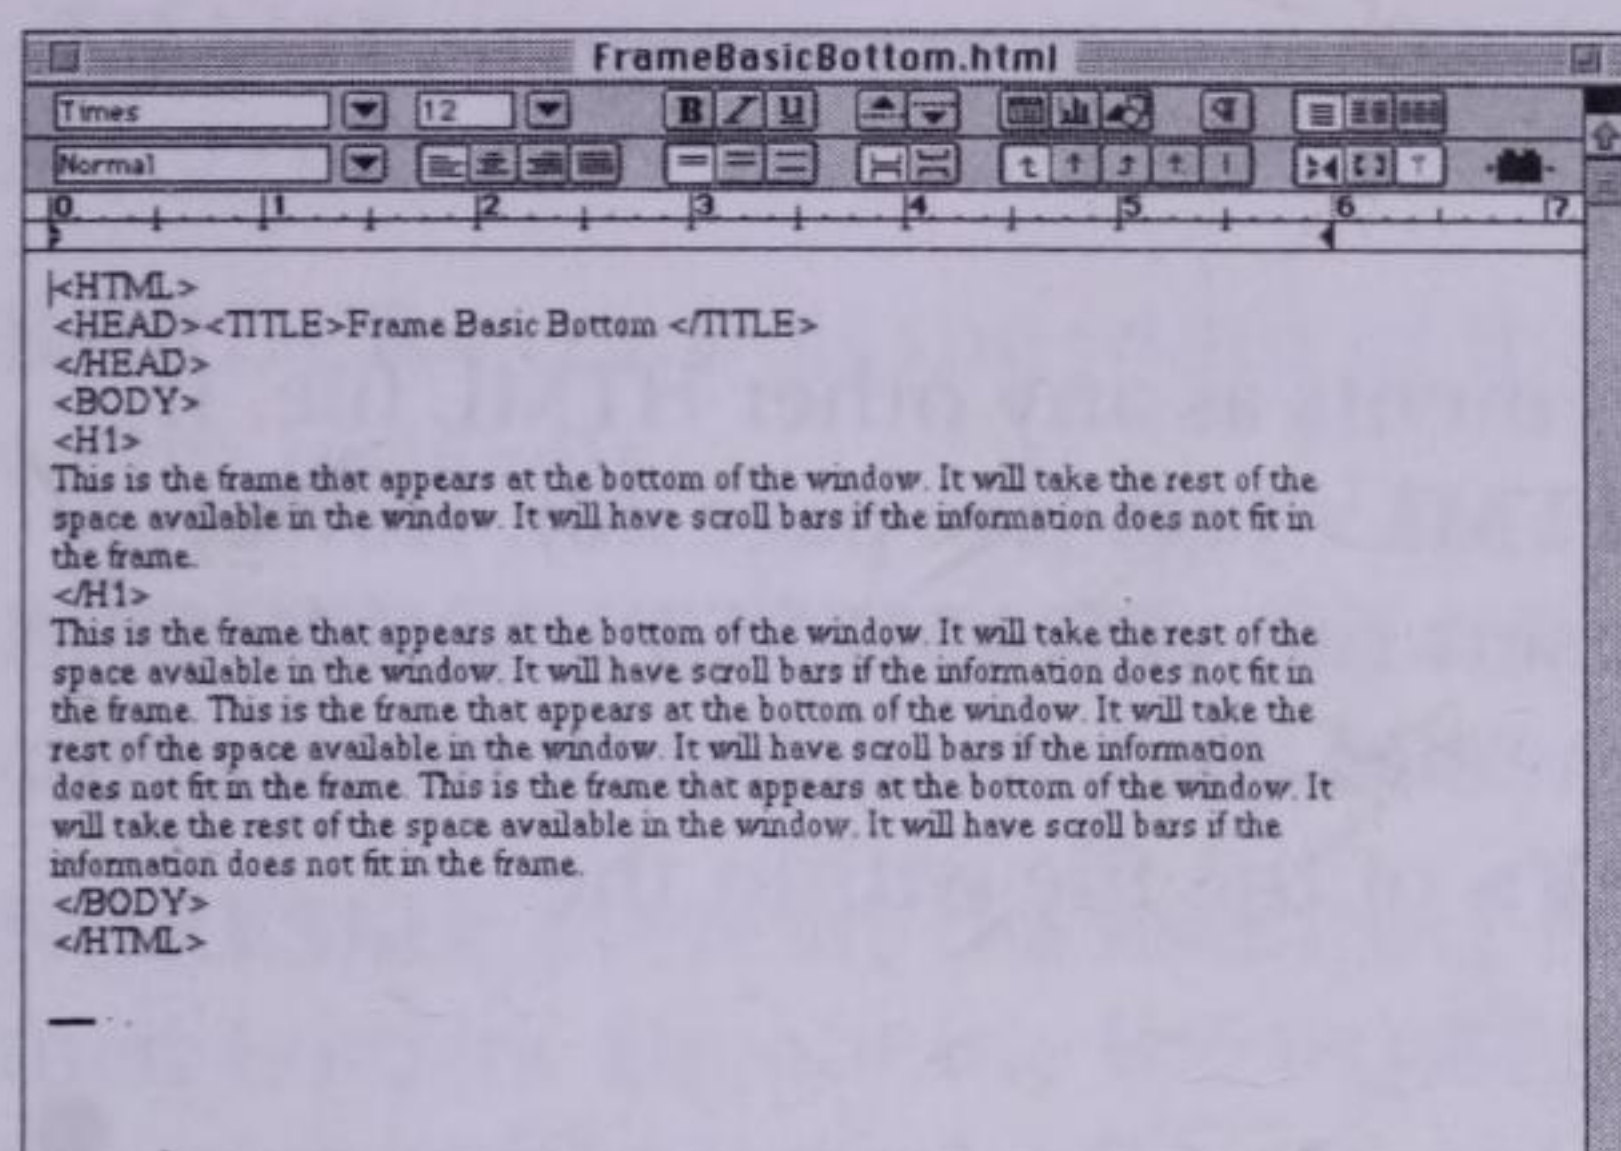 FrameBasicBottom.html
Times 12 B I U
Normal
0 1 2 3 4 5 6 7
<HTML>
<HEAD><TITLE>Frame Basic Bottom </TITLE>
</HEAD>
<BODY>
<H1>
This is the frame that appears at the bottom of the window. It will take the rest of the
space available in the window. It will have scroll bars if the information does not fit in
the frame.
</H1>
This is the frame that appears at the bottom of the window. It will take the rest of the
space available in the window. It will have scroll bars if the information does not fit in
the frame. This is the frame that appears at the bottom of the window. It will take the
rest of the space available in the window. It will have scroll bars if the information
does not fit in the frame. This is the frame that appears at the bottom of the window. It
will take the rest of the space available in the window. It will have scroll bars if the
information does not fit in the frame.
</BODY>
</HTML>